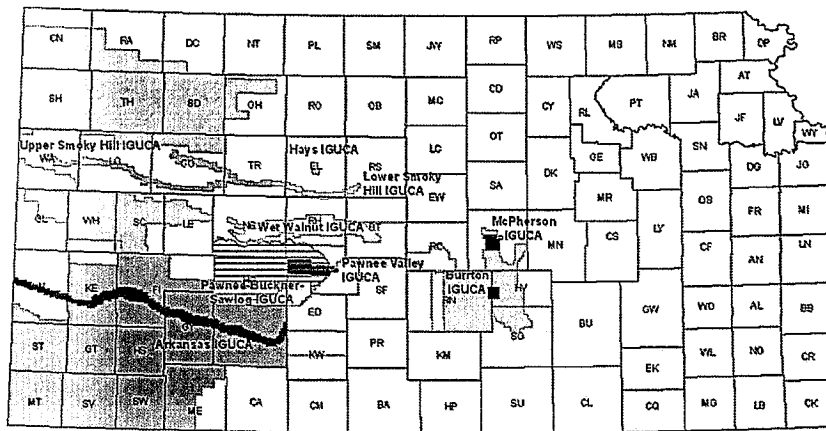 CN RA DC NT PL SM JW RP WS MS NM BR DP
SH TH SD GH RO OB MC CD CY RL PT JA AT
JF LV WY
Upper Smoky Hill IGUCA
WA LO GO TR
Hays IGUCA
EL RS LC OT GE WB SN DG JO
Lower Smoky
Hill IGUCA
EW SA DK MR OS FR MI
GL WH SC LE
Wet Walnut IGUCA
BT RC
McPherson
IGUCA
MN CS LY CF AN LN
Pawnee Valley
IGUCA
Pawnee-Buckner-
Sawlog IGUCA
Burrton
IGUCA
KE FI SF RN HV
ED SG BU GW WO AL BB
Arkansas IGUCA
ST GT HS KW PR KM EK WL NO CR
MT SV SW ME CA CM BA HP SU CL CQ MG LB CK